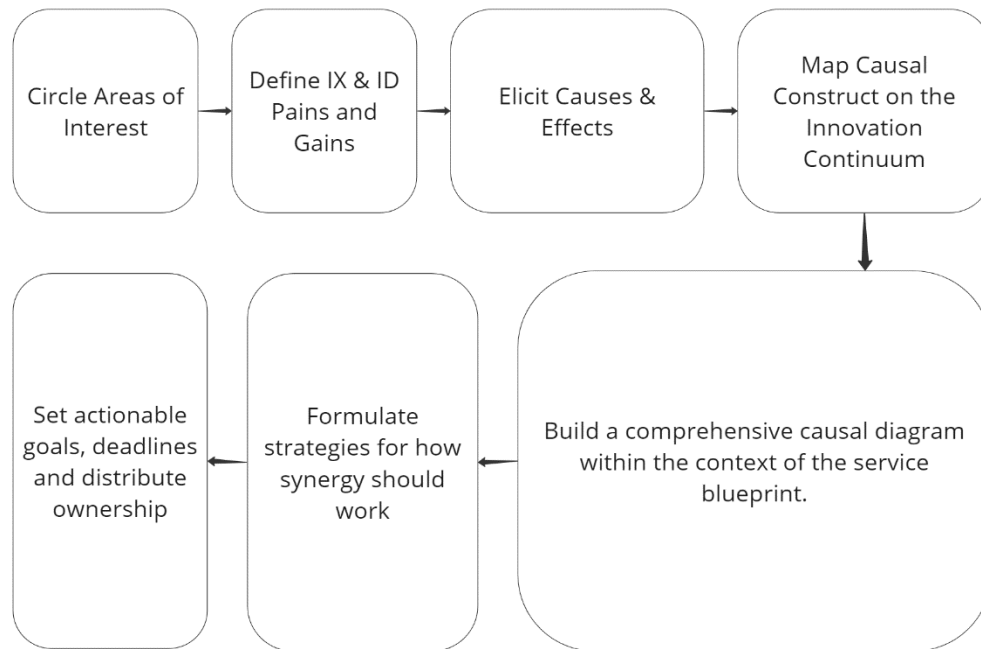 Circle Areas of
Interest
Define IX & ID
Pains and
Gains
Elicit Causes &
Effects
Map Causal
Construct on the
Innovation
Continuum
Build a comprehensive causal diagram
within the context of the service
blueprint.
Formulate
strategies for how
synergy should
work
Set actionable
goals, deadlines
and distribute
ownership